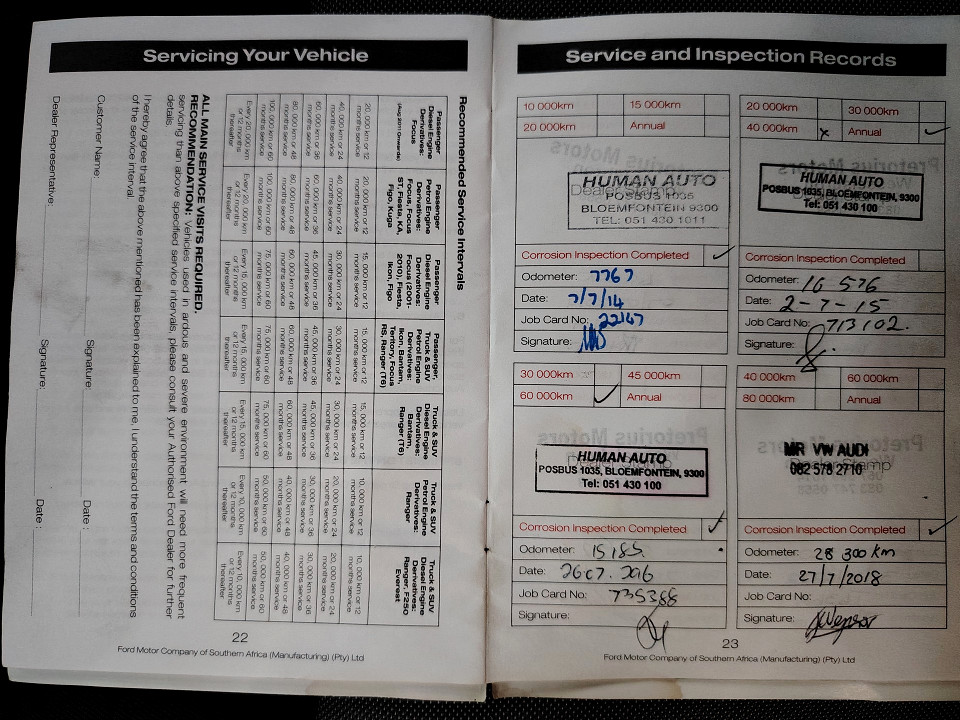 Servicing Your Vehicle
Recommended Service Intervals
Passenger
Diesel Engine
Derivatives:
Focus
(Aug 2011 Onwards)
Passenger
Petrol Engine
Derivatives:
Focus, Focus
ST, Fiesta, KA,
Figo, Kuga
Passenger
Diesel Engine
Derivatives:
Focus (2001-
2010), Fiesta,
Ikon, Figo
Passenger,
Truck & SUV
Petrol Engine
Derivatives:
Ikon, Bantam,
Territory, Focus
RS, Ranger (T6)
Truck & SUV
Diesel Engine
Derivatives:
Bantam,
Ranger (T6)
Truck & SUV
Petrol Engine
Derivatives:
Ranger
Truck & SUV
Diesel Engine
Derivatives:
Ranger, F250
Everest
20, 000 km or 12
months service
20, 000 km or 12
months service
15, 000 km or 12
months service
15, 000 km or 12
months service
15, 000 km or 12
months service
10, 000 km or 12
months service
10, 000 km or 12
months service
40, 000 km or 24
months service
40, 000 km or 24
months service
30, 000 km or 24
months service
30, 000 km or 24
months service
30, 000 km or 24
months service
20, 000 km or 24
months service
20, 000 km or 24
months service
60, 000 km or 36
months service
60, 000 km or 36
months service
45, 000 km or 36
months service
45, 000 km or 36
months service
45, 000 km or 36
months service
30, 000 km or 36
months service
30, 000 km or 36
months service
80, 000 km or 48
months service
80, 000 km or 48
months service
60, 000 km or 48
months service
60, 000 km or 48
months service
60, 000 km or 48
months service
40, 000 km or 48
months service
40, 000 km or 48
months service
100, 000 km or 60
months service
100, 000 km or 60
months service
75, 000 km or 60
months service
75, 000 km or 60
months service
75, 000 km or 60
months service
50, 000 km or 60
months service
50, 000 km or 60
months service
Every 20, 000 km
or 12 months
thereafter
Every 20, 000 km
or 12 months
thereafter
Every 15, 000 km
or 12 months
thereafter
Every 15, 000 km
or 12 months
thereafter
Every 15, 000 km
or 12 months
thereafter
Every 10, 000 km
or 12 months
thereafter
Every 10, 000 km
or 12 months
thereafter
ALL MAIN SERVICE VISITS REQUIRED.
RECOMMENDATION: Vehicles used in ardous and severe environment will need more frequent
servicing than above specified service intervals, please consult your Authorised Ford Dealer for further
details.
I hereby agree that the above mentioned has been explained to me, I understand the terms and conditions
of the service interval.
Customer Name: Signature: Date :
Dealer Representative: Signature: Date :
22
Ford Motor Company of Southern Africa (Manufacturing) (Pty) Ltd
Service and Inspection Records
10 000km 15 000km
20 000km Annual
HUMAN AUTO
POSBUS 1035
BLOEMFONTEIN 9300
TEL: 051 430 1011
Corrosion Inspection Completed ✓
Odometer: 7767
Date: 7/7/14
Job Card No: 22147
Signature:
20 000km 30 000km
40 000km x Annual ✓
HUMAN AUTO
POSBUS 1635, BLOEMFONTEIN, 9300
Tel: 051 430 100
Corrosion Inspection Completed
Odometer: 10 576
Date: 2-7-15
Job Card No: 713102.
Signature:
30 000km 45 000km
60 000km ✓ Annual
HUMAN AUTO
POSBUS 1035, BLOEMFONTEIN, 9300
Tel: 051 430 100
Corrosion Inspection Completed ✓
Odometer: 15185.
Date: 2607.206
Job Card No: 735388
Signature:
40 000km 60 000km
80 000km Annual
MR VW AUDI
Dealer Stamp
082 578 2710
Corrosion Inspection Completed ✓
Odometer: 28 300 km
Date: 27/7/2018
Job Card No:
Signature:
23
Ford Motor Company of Southern Africa (Manufacturing) (Pty) Ltd